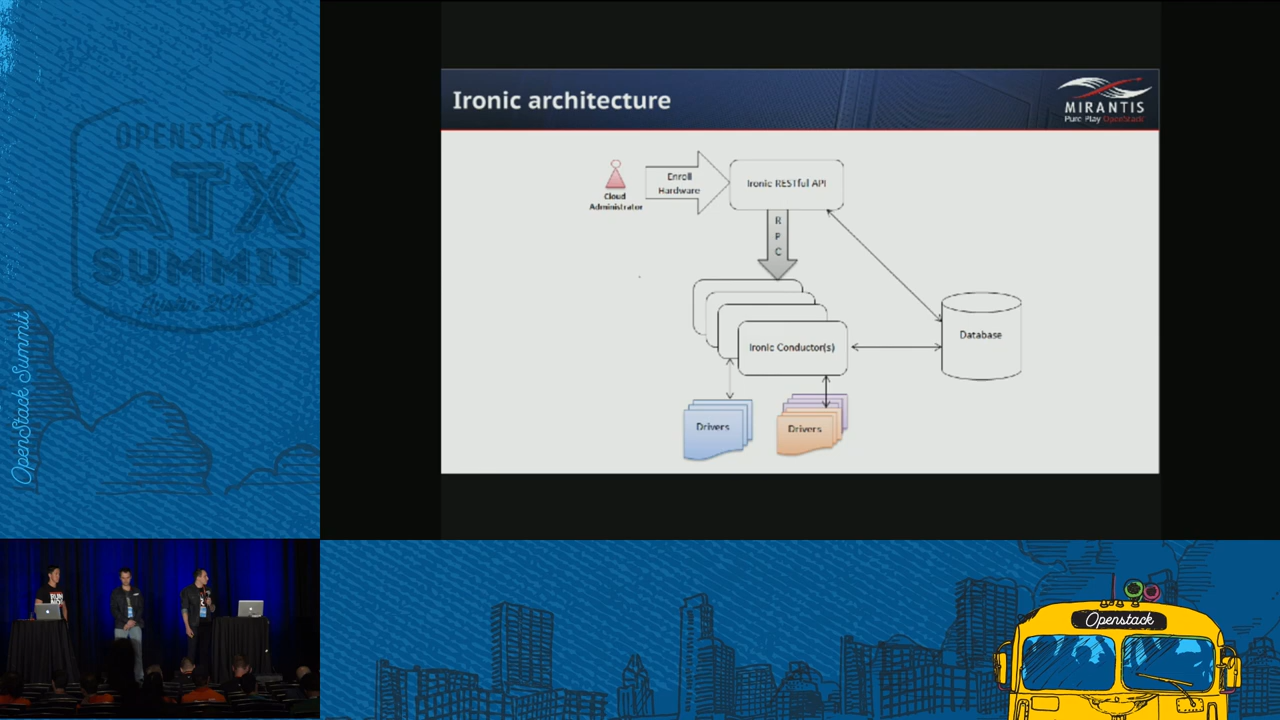 OPENSTACK
ATX
SUMMIT
Austin, 2016
OpenStack Summit
Ironic architecture
MIRANTIS
Pure Play OpenStack
Enroll
Hardware
Ironic RESTful API
Cloud
Administrator
R
P
C
Ironic Conductor(s)
Database
Drivers
Drivers
Openstack